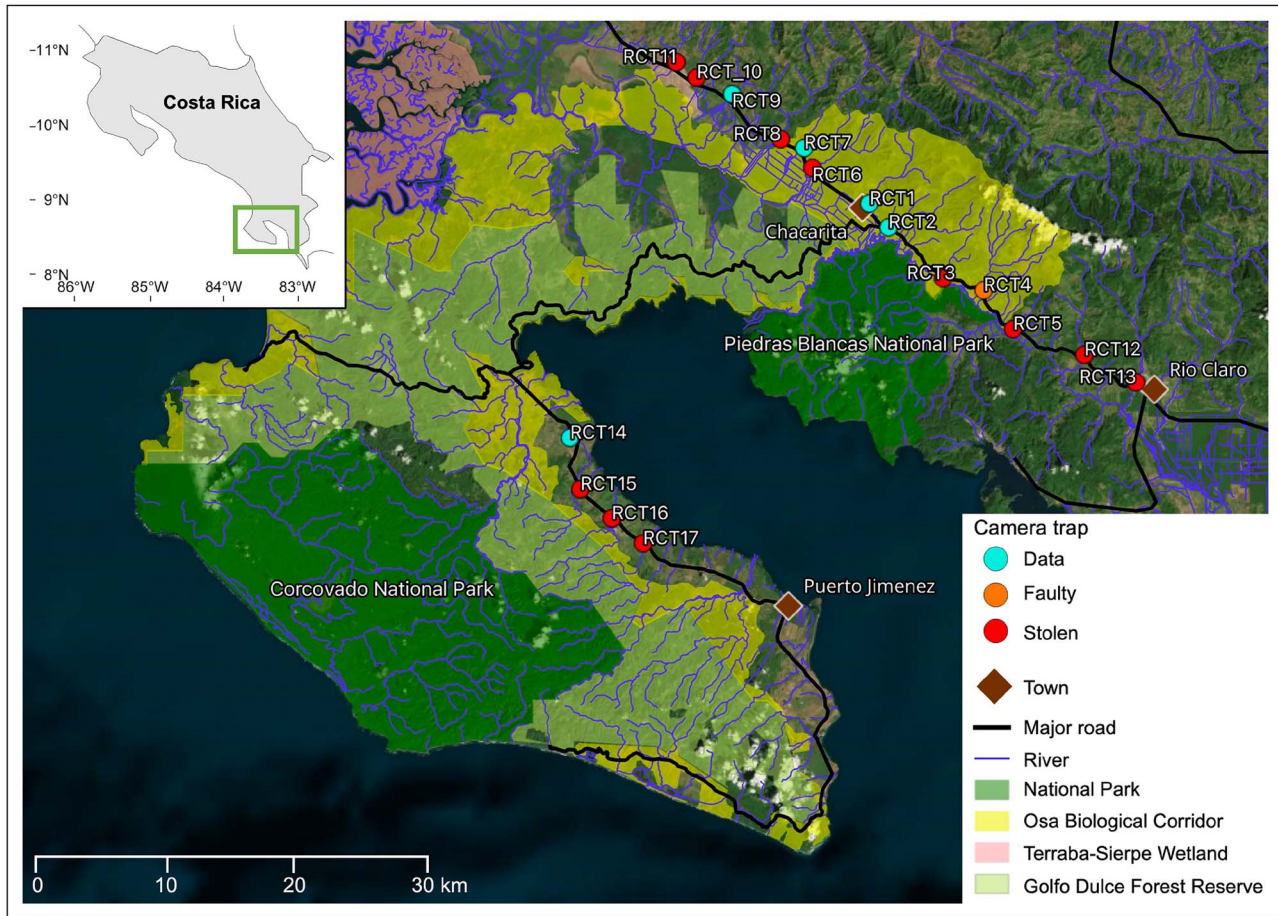 11°N
Costa Rica
10°N
9°N
8°N
86°W 85°W 84°W 83°W 82°W
RCT11
RCT_10
RCT9
RCT8
RCT7
RCT6
RCT1
Chacarita
RCT2
RCT3
RCT4
RCT5
Piedras Blancas National Park
RCT12
Rio Claro
RCT13
RCT14
RCT15
RCT16
RCT17
Corcovado National Park
Puerto Jimenez
Camera trap
Data
Faulty
Stolen
Town
Major road
River
National Park
Osa Biological Corridor
Terraba-Sierpe Wetland
Golfo Dulce Forest Reserve
0 10 20 30 km